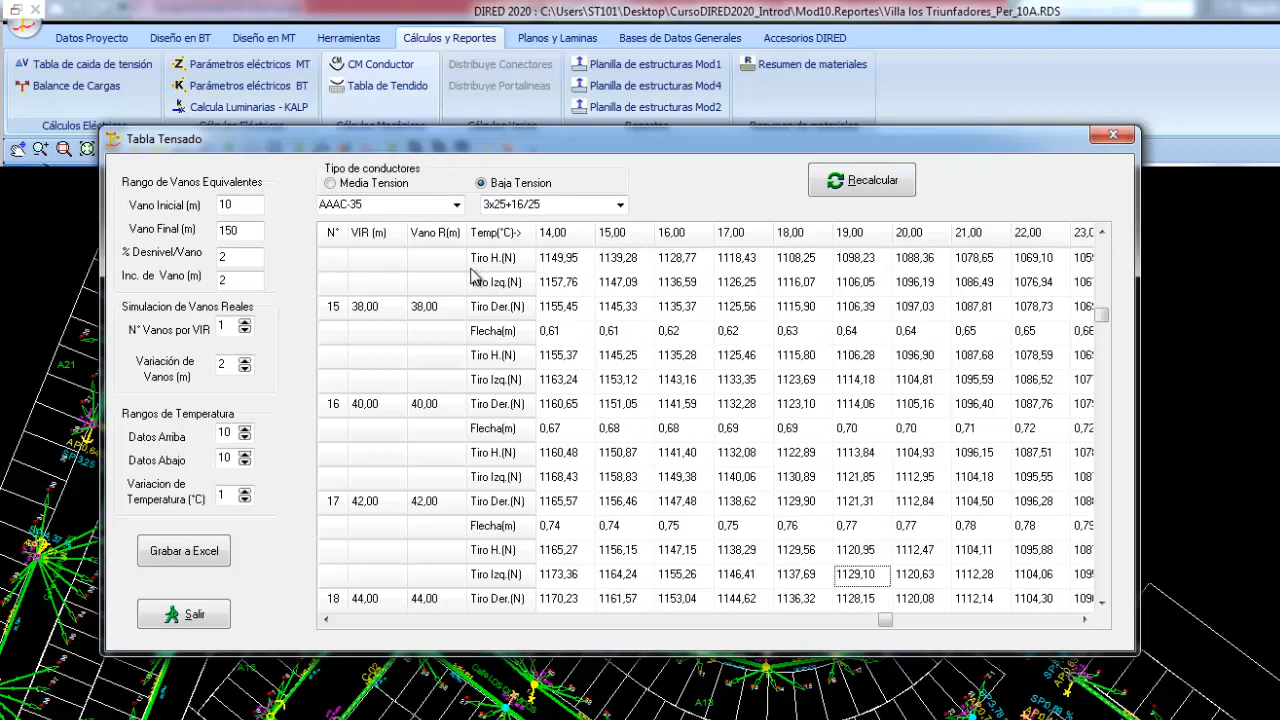 DIRED 2020 : C:\Users\ST101\Desktop\CursoDIRED2020_Introd\Mod10.Reportes\Villa los Triunfadores_Per_10A.RDS
Datos Proyecto Diseño en BT Diseño en MT Herramientas Cálculos y Reportes Planos y Laminas Bases de Datos Generales Accesorios DIRED
Tabla de caida de tensión Parámetros eléctricos MT CM Conductor Distribuye Conectores Planilla de estructuras Mod1 Resumen de materiales
Balance de Cargas Parámetros eléctricos BT Tabla de Tendido Distribuye Portalineas Planilla de estructuras Mod4
Calcula Luminarias - KALP Planilla de estructuras Mod2
Tabla Tensado
Rango de Vanos Equivalentes
Vano Inicial (m) 10
Vano Final (m) 150
% Desnivel/Vano 2
Inc. de Vano (m) 2
Simulacion de Vanos Reales
N° Vanos por VIR 1
Variación de
Vanos (m) 2
Rangos de Temperatura
Datos Arriba 10
Datos Abajo 10
Variacion de
Temperatura (°C) 1
Grabar a Excel
Salir
Tipo de conductores
Media Tension Baja Tension
AAAC-35 3x25+16/25
Recalcular
N° VIR (m) Vano R(m) Temp(°C)-> 14,00 15,00 16,00 17,00 18,00 19,00 20,00 21,00 22,00 23,0
Tiro H.(N) 1149,95 1139,28 1128,77 1118,43 1108,25 1098,23 1088,36 1078,65 1069,10 105
Izq.(N) 1157,76 1147,09 1136,59 1126,25 1116,07 1106,05 1096,19 1086,49 1076,94 106
15 38,00 38,00 Tiro Der.(N) 1155,45 1145,33 1135,37 1125,56 1115,90 1106,39 1097,03 1087,81 1078,73 106
Flecha(m) 0,61 0,61 0,62 0,62 0,63 0,64 0,64 0,65 0,65 0,66
Tiro H.(N) 1155,37 1145,25 1135,28 1125,46 1115,80 1106,28 1096,90 1087,68 1078,59 106
Tiro Izq.(N) 1163,24 1153,12 1143,16 1133,35 1123,69 1114,18 1104,81 1095,59 1086,52 107
16 40,00 40,00 Tiro Der.(N) 1160,65 1151,05 1141,59 1132,28 1123,10 1114,06 1105,16 1096,40 1087,76 107
Flecha(m) 0,67 0,68 0,68 0,69 0,69 0,70 0,70 0,71 0,72 0,72
Tiro H.(N) 1160,48 1150,87 1141,40 1132,08 1122,89 1113,84 1104,93 1096,15 1087,51 107
Tiro Izq.(N) 1168,43 1158,83 1149,38 1140,06 1130,89 1121,85 1112,95 1104,18 1095,55 108
17 42,00 42,00 Tiro Der.(N) 1165,57 1156,46 1147,48 1138,62 1129,90 1121,31 1112,84 1104,50 1096,28 108
Flecha(m) 0,74 0,74 0,75 0,75 0,76 0,77 0,77 0,78 0,78 0,79
Tiro H.(N) 1165,27 1156,15 1147,15 1138,29 1129,56 1120,95 1112,47 1104,11 1095,88 108
Tiro Izq.(N) 1173,36 1164,24 1155,26 1146,41 1137,69 1129,10 1120,63 1112,28 1104,06 109
18 44,00 44,00 Tiro Der.(N) 1170,23 1161,57 1153,04 1144,62 1136,32 1128,15 1120,08 1112,14 1104,30 109
A21
A13